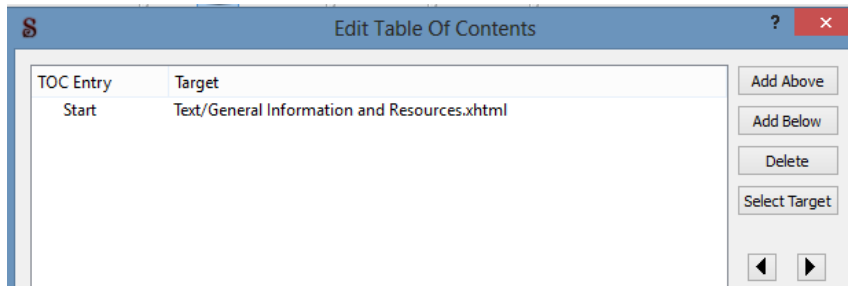 S Edit Table Of Contents ? ×
TOC Entry Target Add Above
Start Text/General Information and Resources.xhtml
Add Below
Delete
Select Target